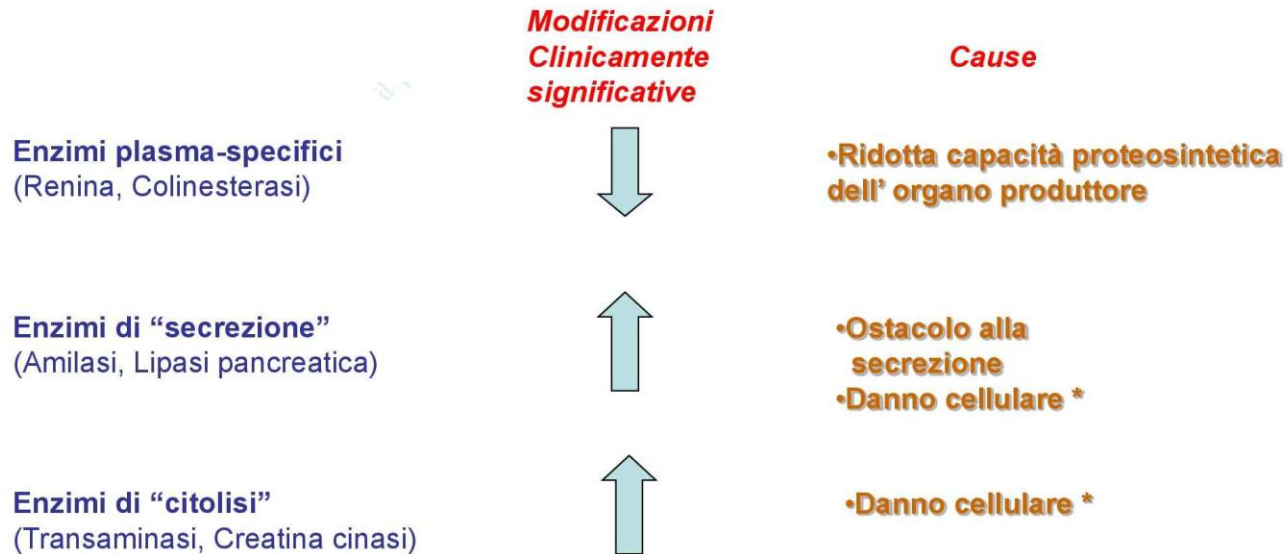 Modificazioni
Clinicamente
significative
Cause
Enzimi plasma-specifici
(Renina, Colinesterasi)
•Ridotta capacità proteosintetica
dell’ organo produttore
Enzimi di “secrezione”
(Amilasi, Lipasi pancreatica)
•Ostacolo alla
secrezione
•Danno cellulare *
Enzimi di “citolisi”
(Transaminasi, Creatina cinasi)
•Danno cellulare *